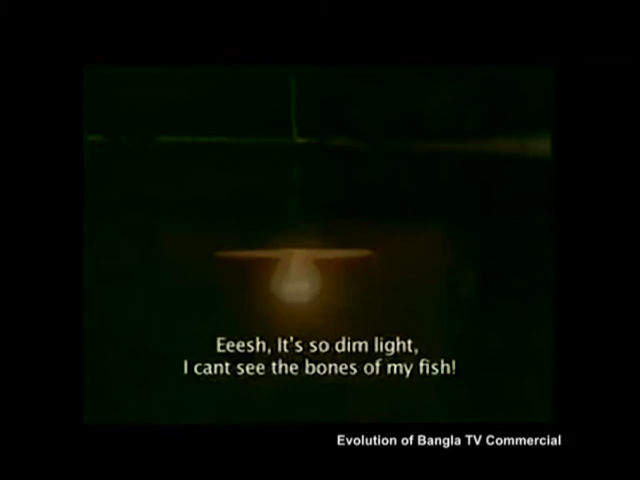 Eeesh, It's so dim light,
I cant see the bones of my fish!
Evolution of Bangla TV Commercial